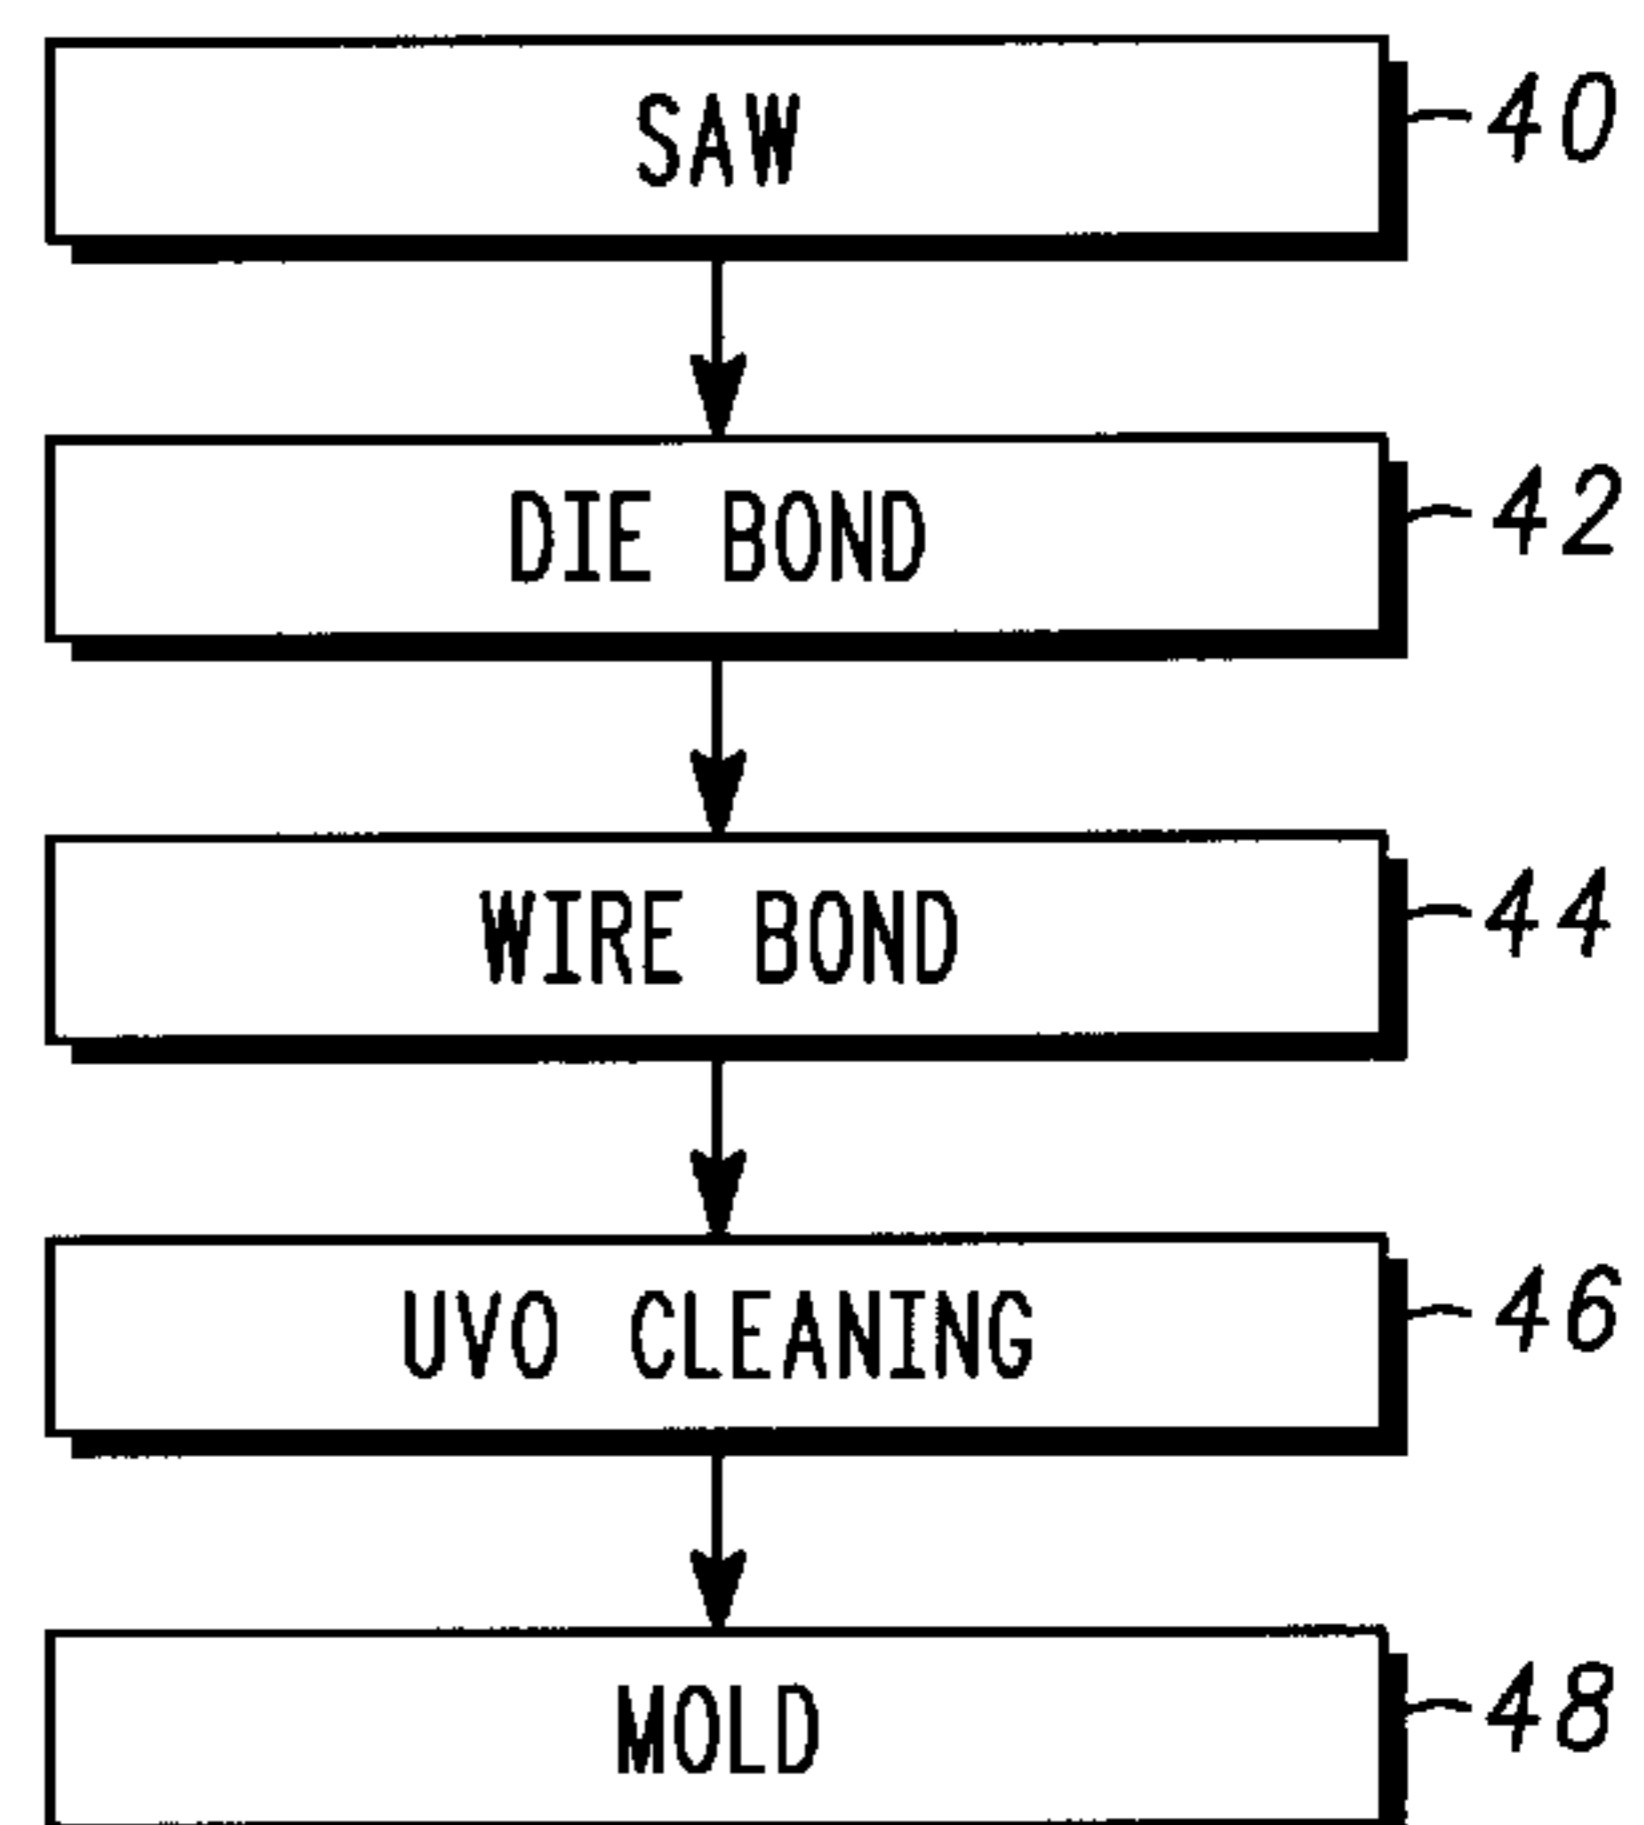 SAW 40
DIE BOND 42
WIRE BOND 44
UVO CLEANING 46
MOLD 48